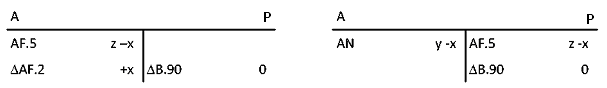 A P
AF.5 z –x
ΔAF.2 +x ΔB.90 0
A P
AN y -x AF.5 z -x
ΔB.90 0